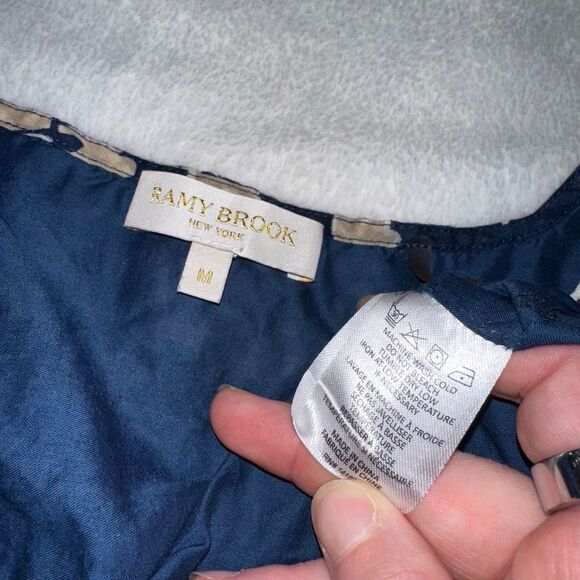 RAMY BROOK
NEW YORK
M
30
MACHINE WASH COLD
DO NOT BLEACH
TUMBLE DRY LOW
IRON AT LOW TEMPERATURE
IF NECESSARY
LAVAGE EN MACHINE À FROIDE
NE PAS JAVELLISER
SÉCHAGE À BASSE
TEMPÉRATURE
REPASSER À BASSE
TEMPÉRATURE SI NÉCESSAIRE
MADE IN CHINA
FABRIQUÉ EN CHINE